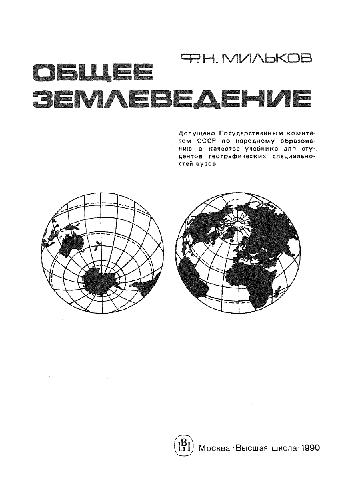 Ф.Н. МИЛЬКОВ
ОБЩЕЕ
ЗЕМЛЕВЕДЕНИЕ
Допущено Государственным комите-
том СССР по народному образова-
нию в качестве учебника для сту-
дентов географических специально-
стей вузов
В
Ш
Москва «Высшая школа» 1990